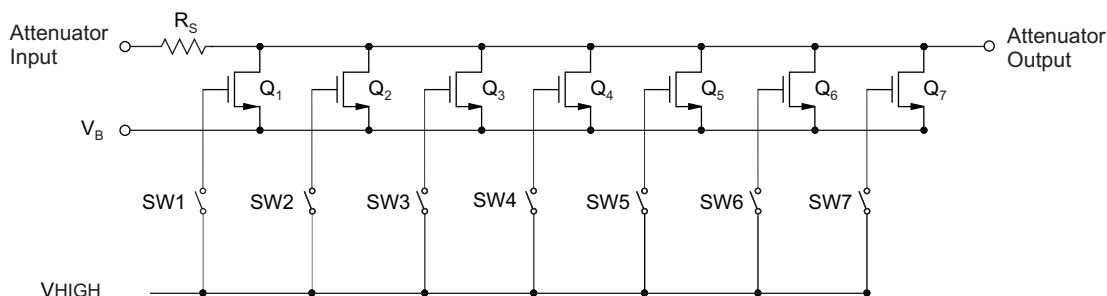 Attenuator
Input
R_S
Attenuator
Output
Q_1
Q_2
Q_3
Q_4
Q_5
Q_6
Q_7
V_B
SW1
SW2
SW3
SW4
SW5
SW6
SW7
VHIGH